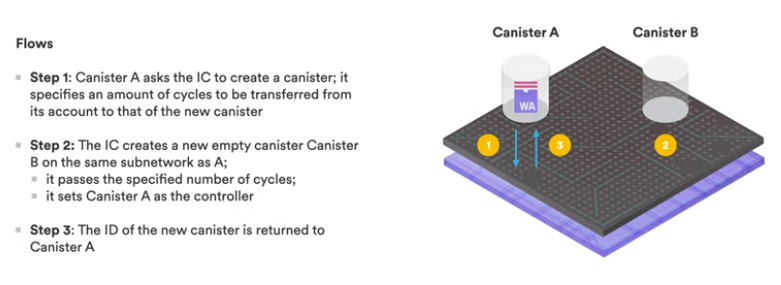 Flows
Step 1: Canister A asks the IC to create a canister; it
specifies an amount of cycles to be transferred from
its account to that of the new canister
Step 2: The IC creates a new empty canister Canister
B on the same subnetwork as A;
it passes the specified number of cycles;
it sets Canister A as the controller
Step 3: The ID of the new canister is returned to
Canister A
Canister A
Canister B
WA
1
3
2